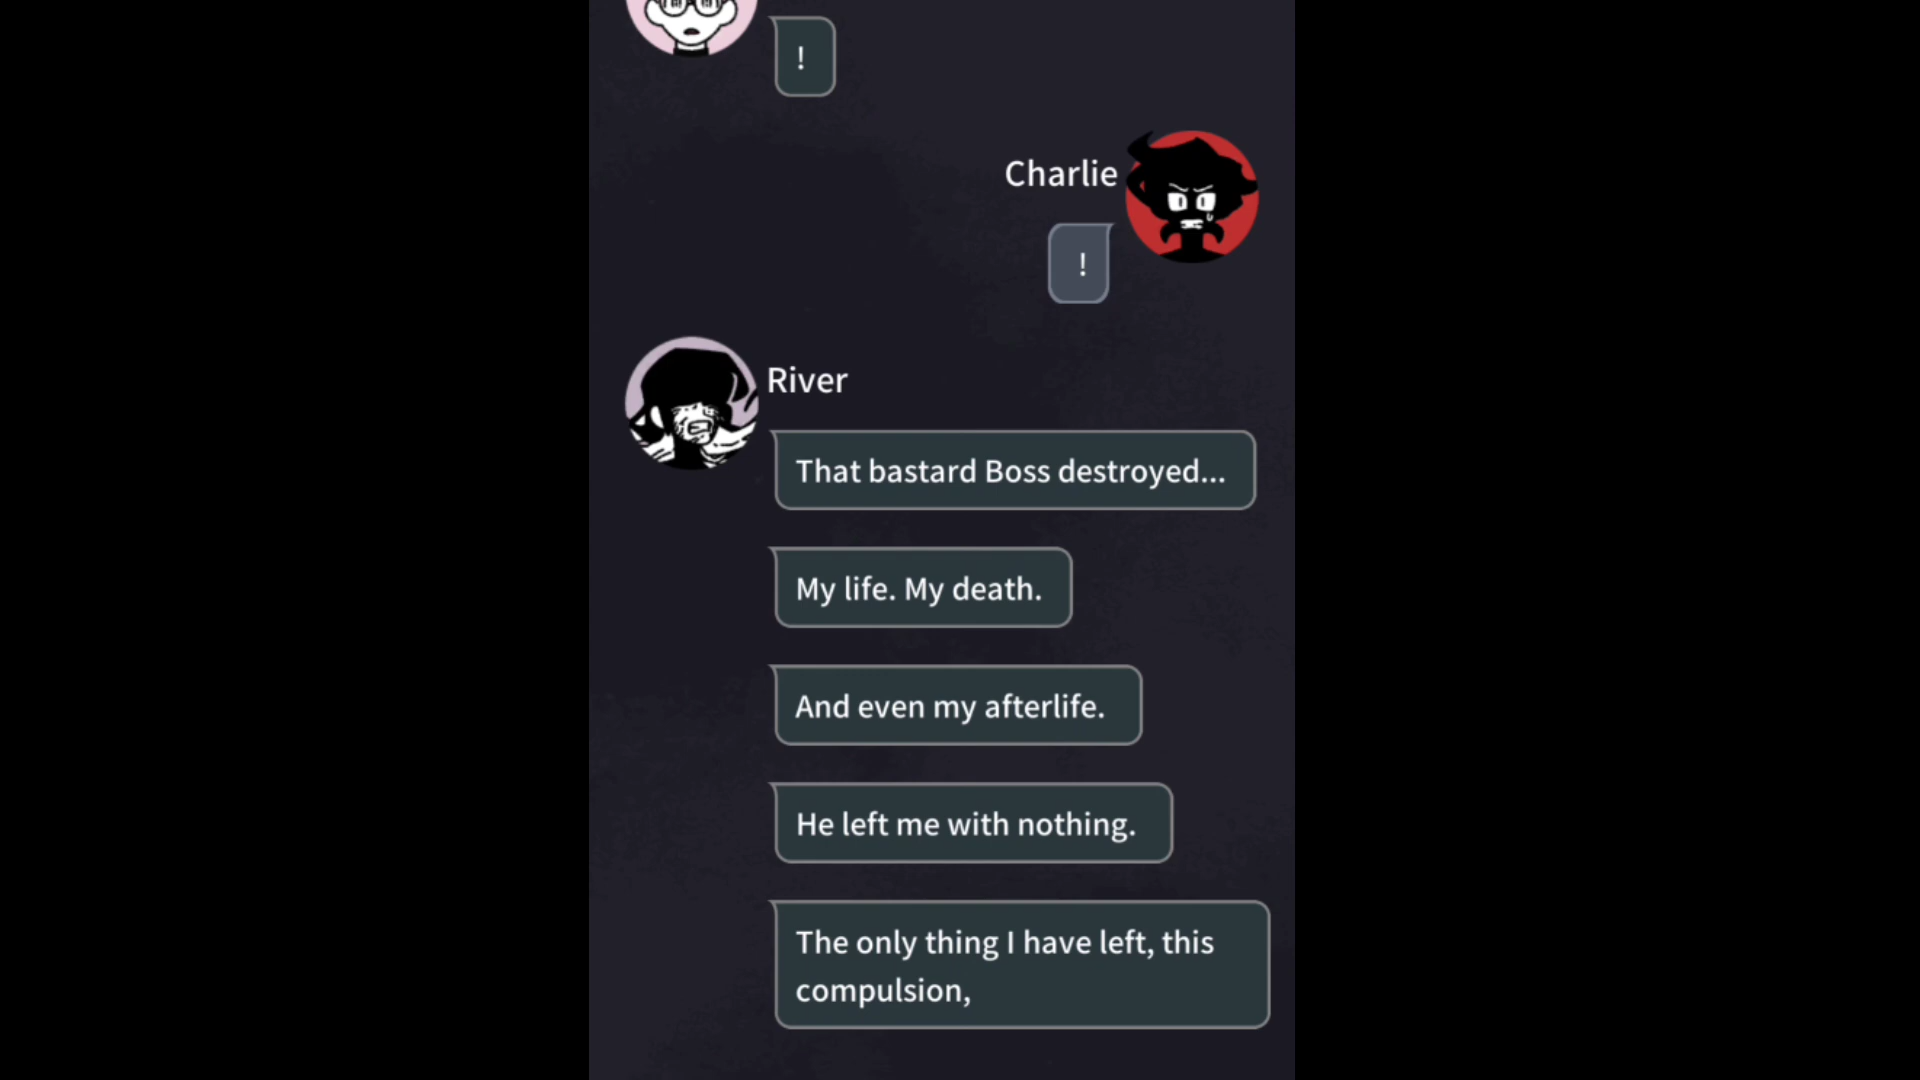 !
Charlie
!
River
That bastard Boss destroyed...
My life. My death.
And even my afterlife.
He left me with nothing.
The only thing I have left, this
compulsion,